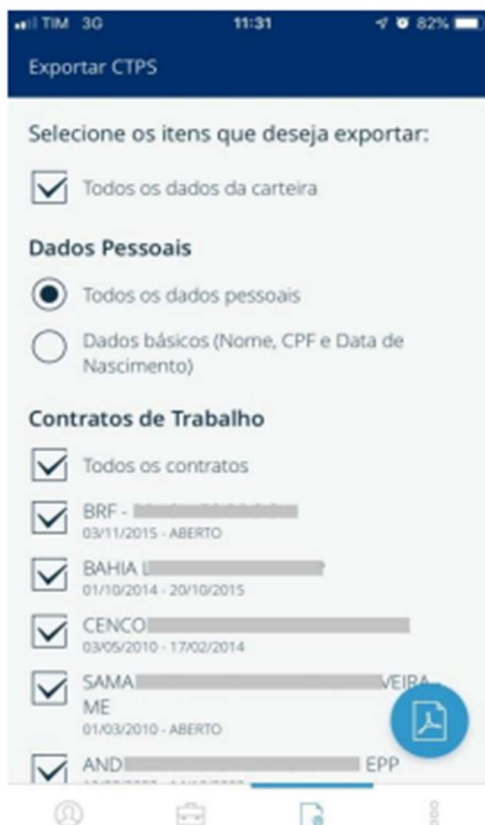 TIM 3G 11:31 82%
Exportar CTPS
Selecione os itens que deseja exportar:
Todos os dados da carteira
Dados Pessoais
Todos os dados pessoais
Dados básicos (Nome, CPF e Data de
Nascimento)
Contratos de Trabalho
Todos os contratos
BRF -
03/11/2015 - ABERTO
BAHIA
01/10/2014 - 20/10/2015
CENCO
03/05/2010 - 17/02/2014
SAMA VEIRA
ME
01/03/2010 - ABERTO
AND EPP